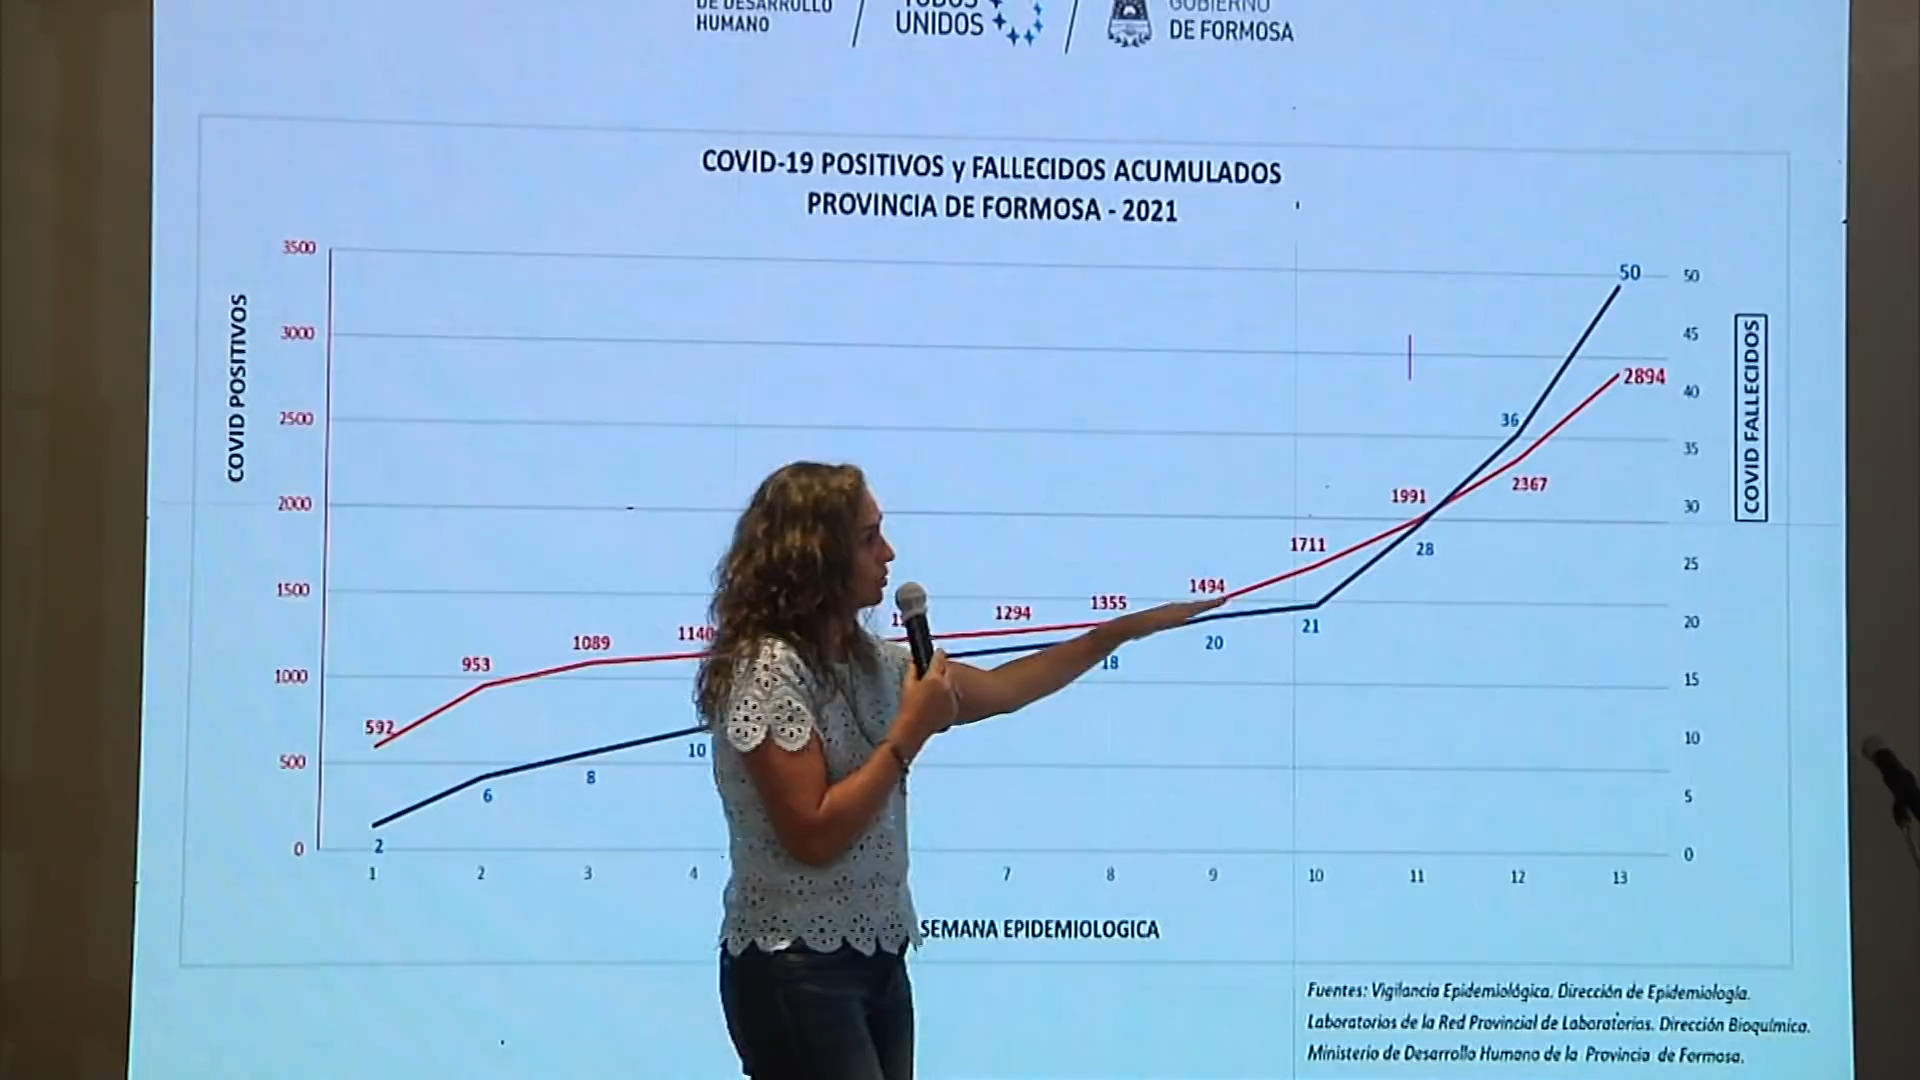 DE DESARROLLO
HUMANO
TODOS
UNIDOS
GOBIERNO
DE FORMOSA
COVID-19 POSITIVOS y FALLECIDOS ACUMULADOS
PROVINCIA DE FORMOSA - 2021
COVID POSITIVOS
3500
3000
2500
2000
1500
1000
500
0
592
953
1089
1140
1294
1355
1494
1711
1991
2367
2894
2
6
8
10
18
20
21
28
36
50
50
45
40
35
30
25
20
15
10
5
0
COVID FALLECIDOS
1 2 3 4 7 8 9 10 11 12 13
SEMANA EPIDEMIOLOGICA
Fuentes: Vigilancia Epidemiológica. Dirección de Epidemiología.
Laboratorios de la Red Provincial de Laboratorios. Dirección Bioquímica.
Ministerio de Desarrollo Humano de la Provincia de Formosa.